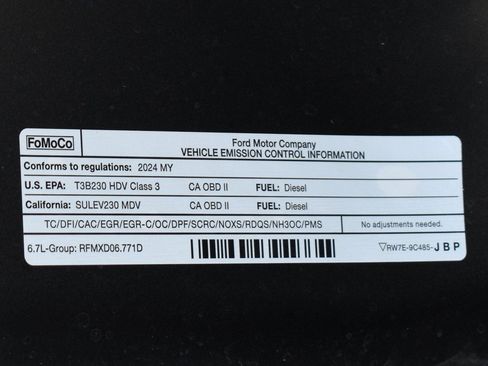 FoMoCo
Ford Motor Company
VEHICLE EMISSION CONTROL INFORMATION
Conforms to regulations: 2024 MY
U.S. EPA: T3B230 HDV Class 3 CA OBD II FUEL: Diesel
California: SULEV230 MDV CA OBD II FUEL: Diesel
TC/DFI/CAC/EGR/EGR-C/OC/DPF/SCRC/NOXS/RDQS/NH3OC/PMS No adjustments needed.
6.7L-Group: RFMXD06.771D ▽RW7E-9C485-JBP